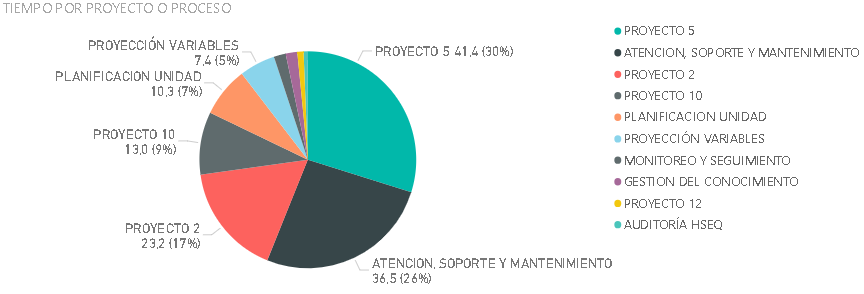 TIEMPO POR PROYECTO O PROCESO
PROYECTO 5 41,4 (30%)
ATENCION, SOPORTE Y MANTENIMIENTO
36,5 (26%)
PROYECTO 2
23,2 (17%)
PROYECTO 10
13,0 (9%)
PLANIFICACION UNIDAD
10,3 (7%)
PROYECCIÓN VARIABLES
7,4 (5%)
PROYECTO 5
ATENCION, SOPORTE Y MANTENIMIENTO
PROYECTO 2
PROYECTO 10
PLANIFICACION UNIDAD
PROYECCIÓN VARIABLES
MONITOREO Y SEGUIMIENTO
GESTION DEL CONOCIMIENTO
PROYECTO 12
AUDITORÍA HSEQ